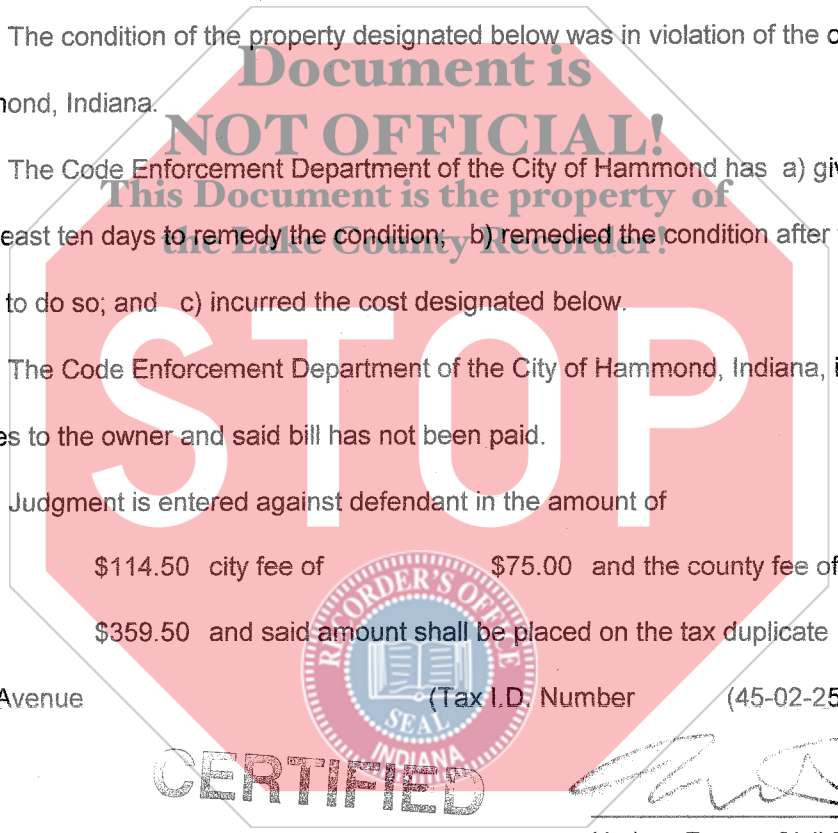 The condition of the property designated below was in violation of the
Document is
mond, Indiana.
NOT OFFICIAL!
The Code Enforcement Department of the City of Hammond has a)
This Document is the property of
east ten days to remedy the condition; b) remedied the condition after
the Lake County Recorder!
to do so; and c) incurred the cost designated below.
STOP
The Code Enforcement Department of the City of Hammond, Indiana,
es to the owner and said bill has not been paid.
Judgment is entered against defendant in the amount of
$114.50 city fee of $75.00 and the county fee of
$359.50 and said amount shall be placed on the tax duplicate
RECORDER'S OFFICE
Avenue (Tax I.D. Number (45-02-25
SEAL
INDIANA
CERTIFIED